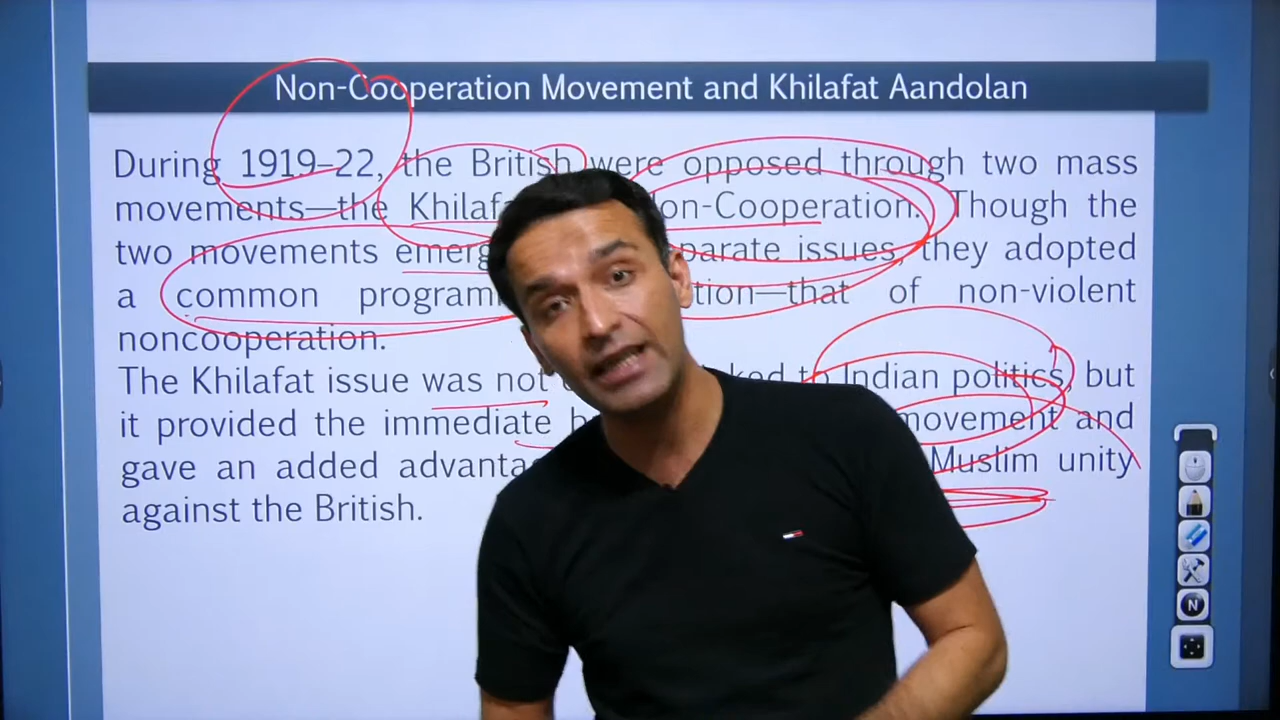 Non-Cooperation Movement and Khilafat Aandolan
During 1919–22, the British were opposed through two mass
movements—the Khilaf on-Cooperation. Though the
two movements emerg parate issues, they adopted
a common program tion—that of non-violent
noncooperation.
The Khilafat issue was not ked to Indian politics, but
it provided the immediate movement and
gave an added advanta Muslim unity
against the British.
N